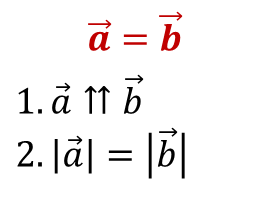 a⃗ = b⃗
1. a⃗ ⇈ b⃗
2. |a⃗| = |b⃗|